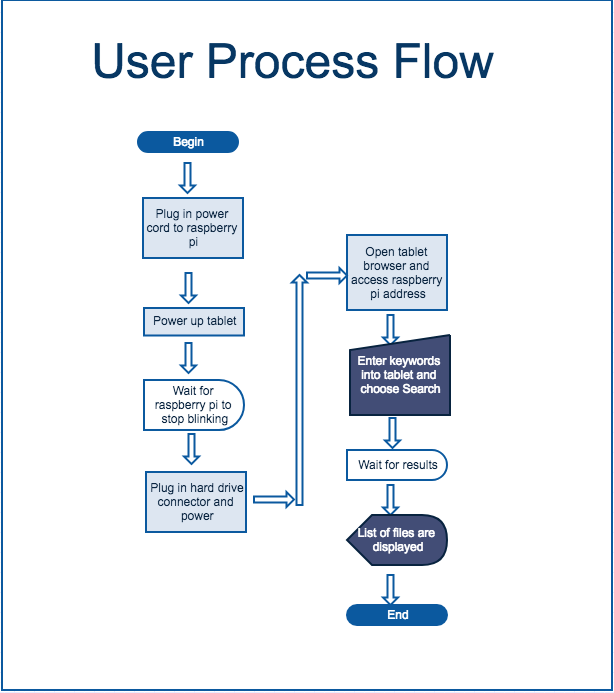 User Process Flow
Begin
Plug in power
cord to raspberry
pi
Power up tablet
Wait for
raspberry pi to
stop blinking
Plug in hard drive
connector and
power
Open tablet
browser and
access raspberry
pi address
Enter keywords
into tablet and
choose Search
Wait for results
List of files are
displayed
End